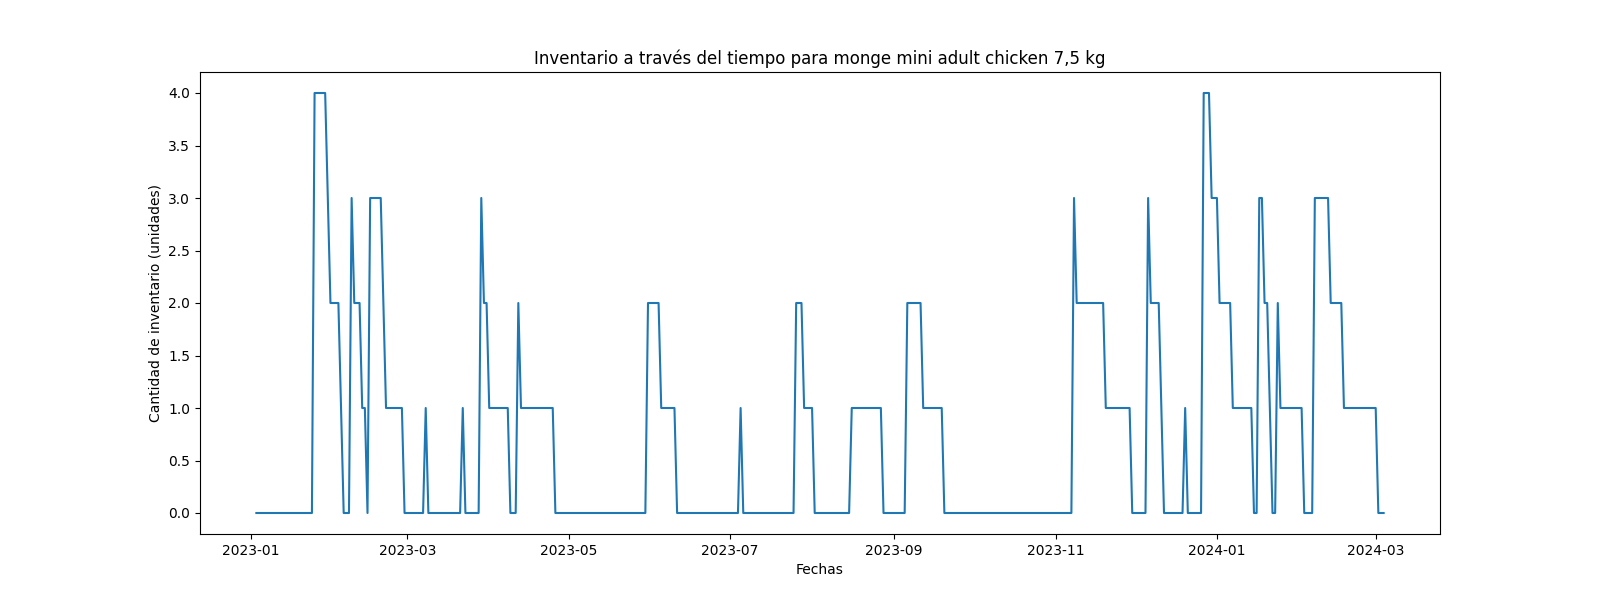 Inventario a través del tiempo para monge mini adult chicken 7,5 kg
Cantidad de inventario (unidades)
4.0
3.5
3.0
2.5
2.0
1.5
1.0
0.5
0.0
2023-01 2023-03 2023-05 2023-07 2023-09 2023-11 2024-01 2024-03
Fechas